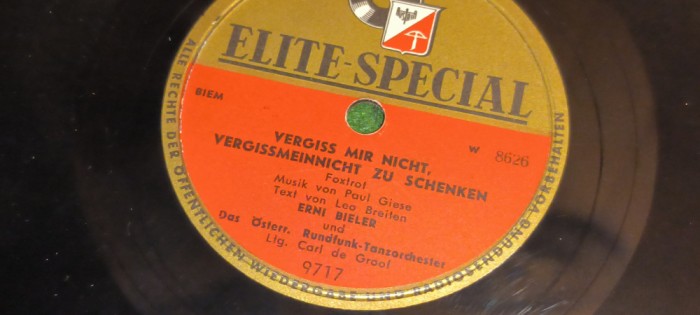 ELITE-SPECIAL
BIEM
W 8626
VERGISS MIR NICHT,
VERGISSMEINNICHT ZU SCHENKEN
Foxtrot
Musik von Paul Giese
Text von Leo Breiten
ERNI BIELER
und
Das Österr. Rundfunk-Tanzorchester
Ltg. Carl de Groof
9717
ALLE RECHTE DER ÖFFENTLICHEN WIEDERGABE UND RADIOSENDUNG VORBEHALTEN